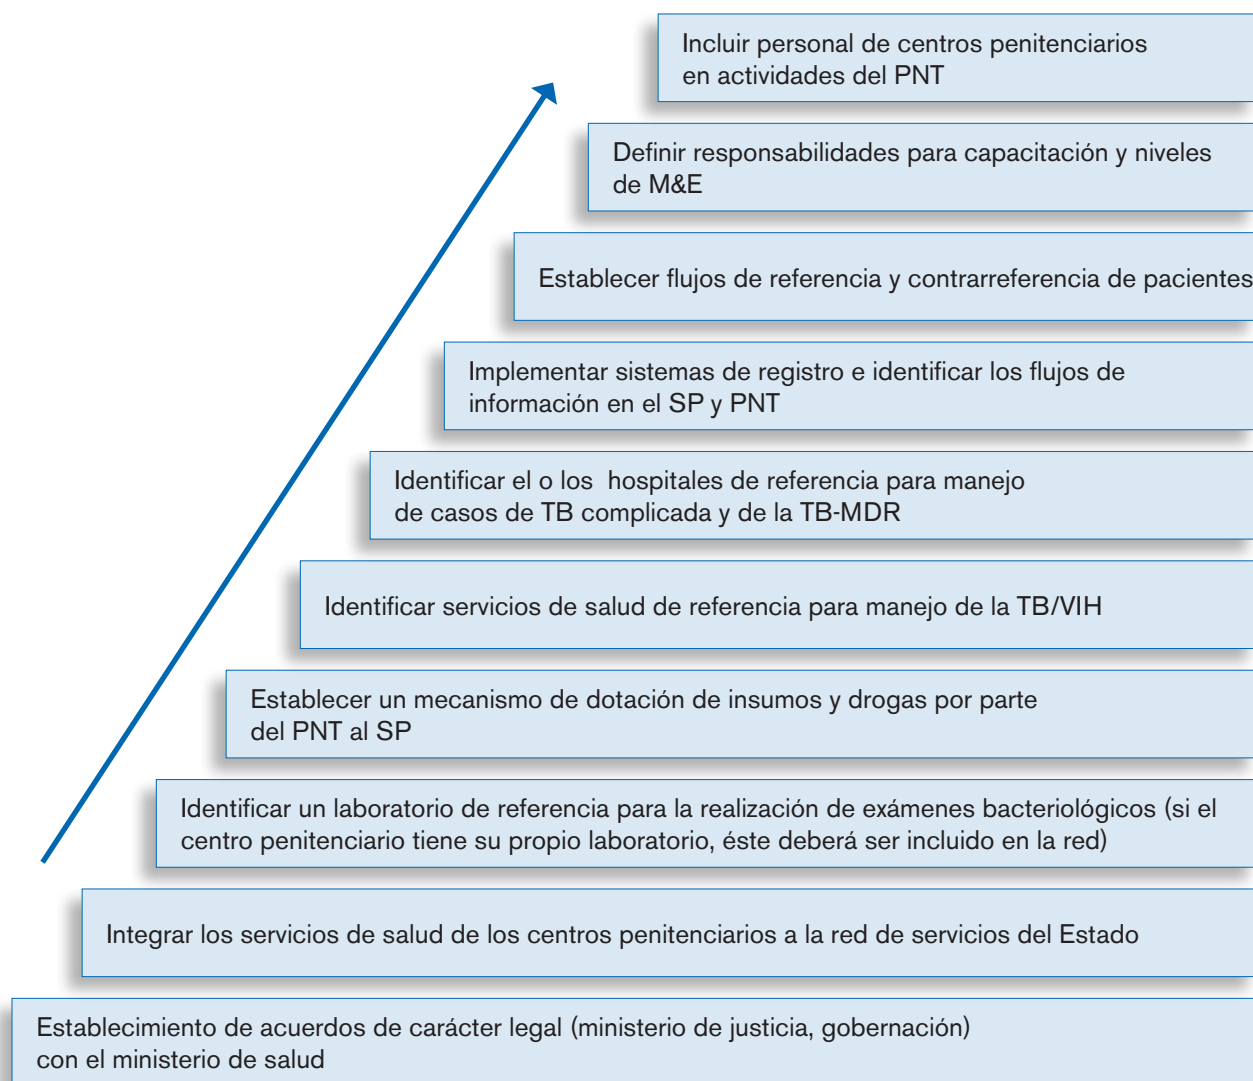 Incluir personal de centros penitenciarios
en actividades del PNT
Definir responsabilidades para capacitación y niveles
de M&E
Establecer flujos de referencia y contrarreferencia de pacientes
Implementar sistemas de registro e identificar los flujos de
información en el SP y PNT
Identificar el o los hospitales de referencia para manejo
de casos de TB complicada y de la TB-MDR
Identificar servicios de salud de referencia para manejo de la TB/VIH
Establecer un mecanismo de dotación de insumos y drogas por parte
del PNT al SP
Identificar un laboratorio de referencia para la realización de exámenes bacteriológicos (si el
centro penitenciario tiene su propio laboratorio, éste deberá ser incluido en la red)
Integrar los servicios de salud de los centros penitenciarios a la red de servicios del Estado
Establecimiento de acuerdos de carácter legal (ministerio de justicia, gobernación)
con el ministerio de salud